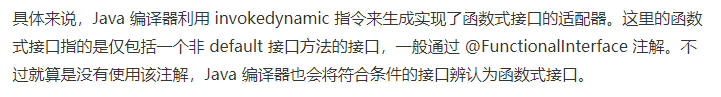 具体来说，Java 编译器利用 invokedynamic 指令来生成实现了函数式接口的适配器。这里的函数
式接口指的是仅包括一个非 default 接口方法的接口，一般通过 @FunctionalInterface 注解。不
过就算是没有使用该注解，Java 编译器也会将符合条件的接口辨认为函数式接口。